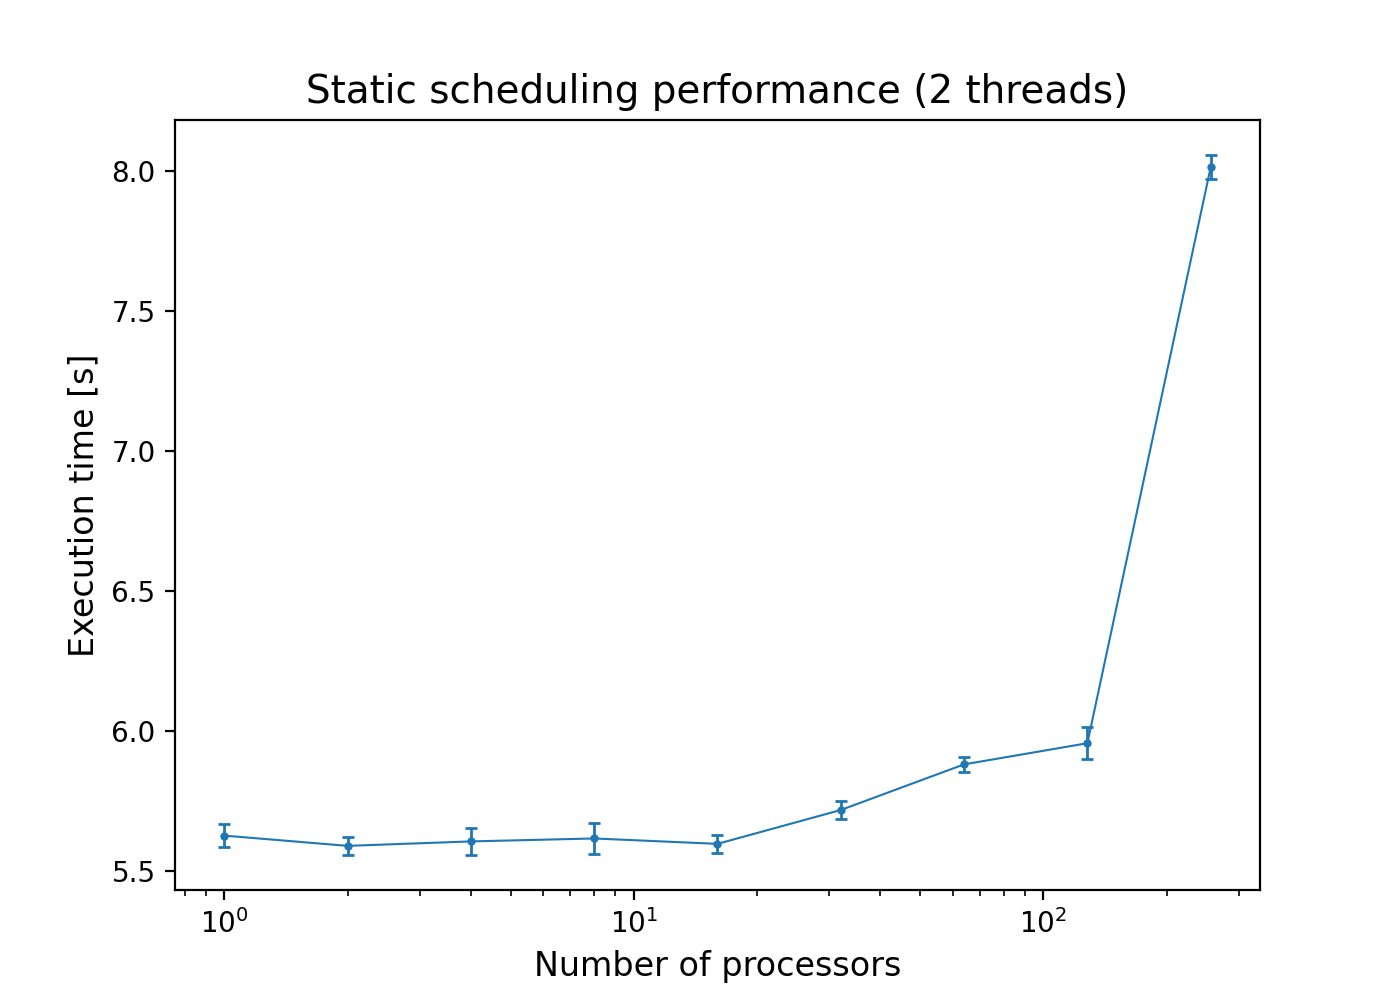 Static scheduling performance (2 threads)
8.0
7.5
7.0
6.5
6.0
5.5
Execution time [s]
10⁰ 10¹ 10²
Number of processors